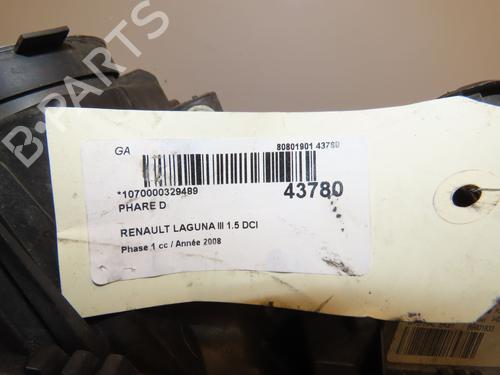 B-PARTS
GA
80801901 43780
*1070000329489
43780
PHARE D
RENAULT LAGUNA III 1.5 DCI
Phase 1 cc / Année 2008